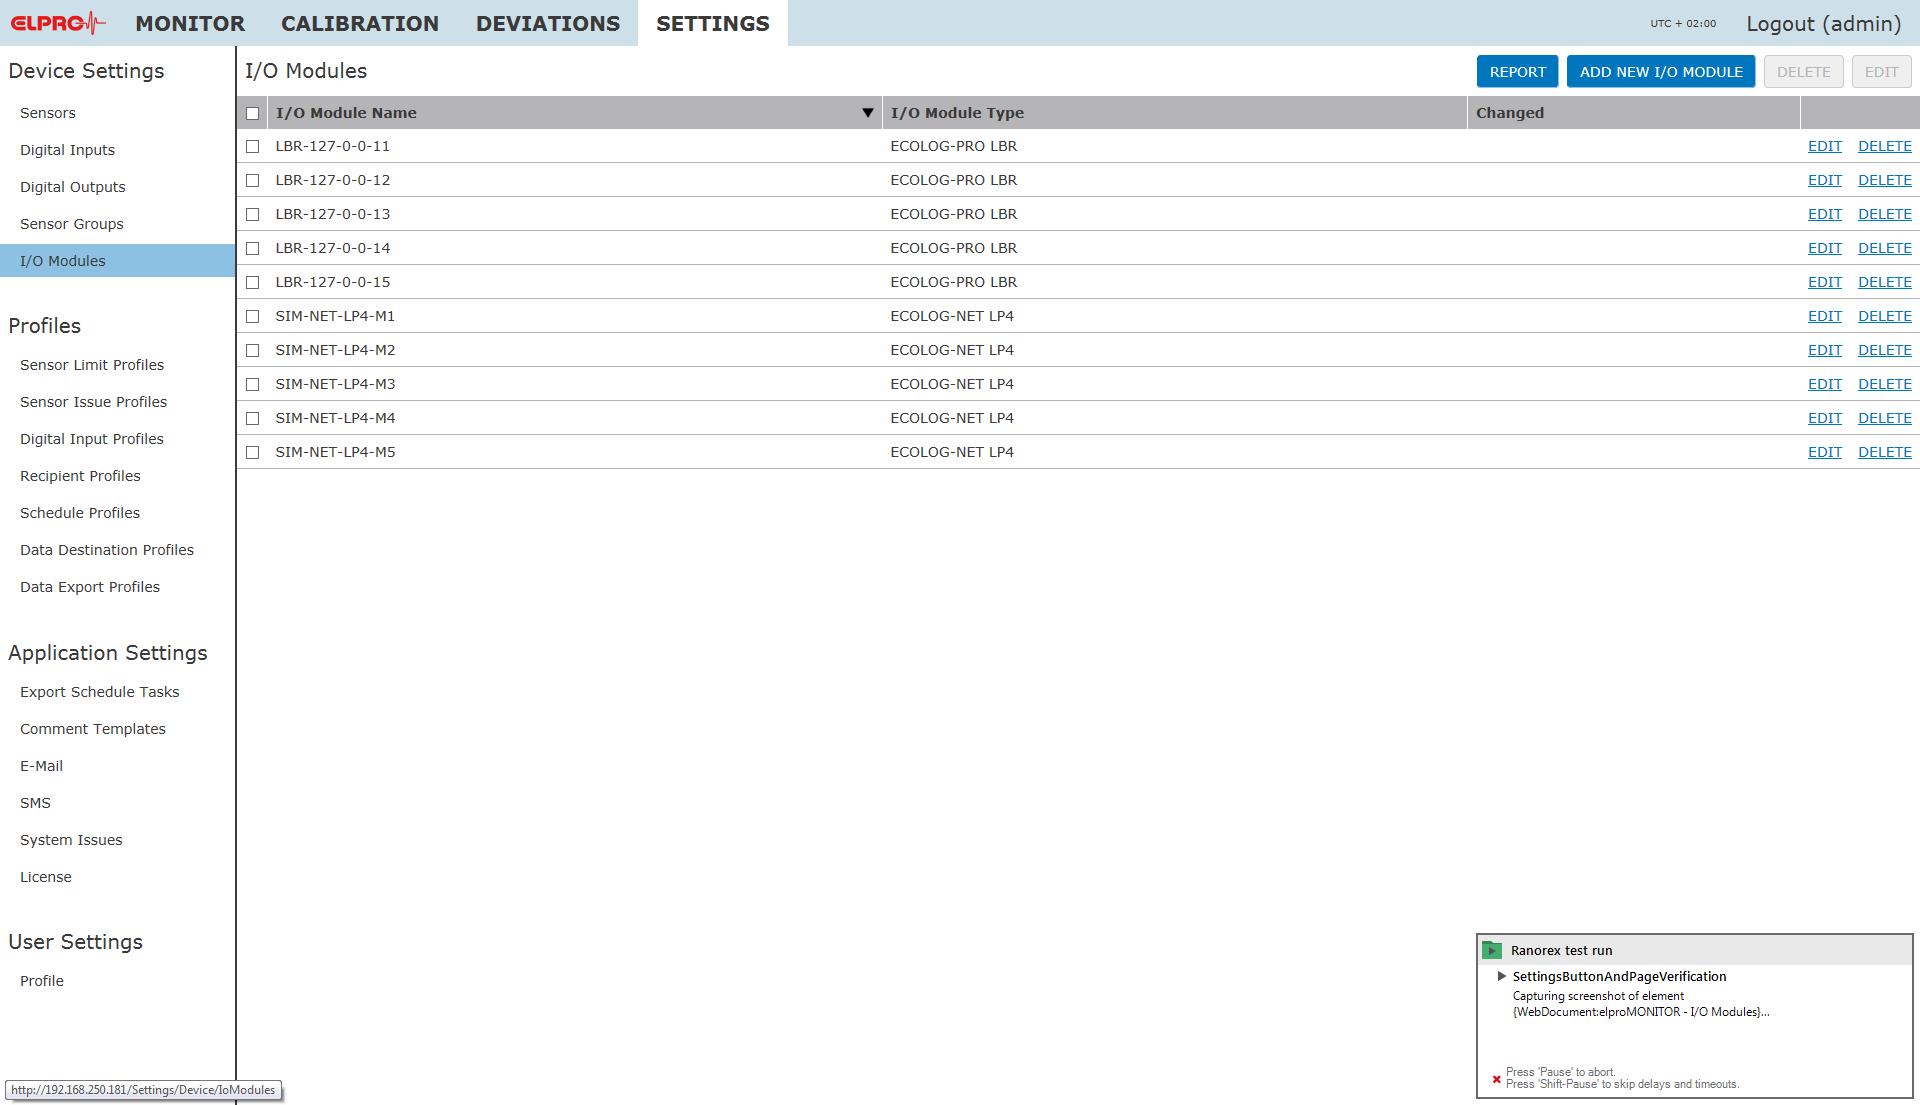 ELPRO MONITOR CALIBRATION DEVIATIONS SETTINGS UTC + 02:00 Logout (admin)
Device Settings
Sensors
Digital Inputs
Digital Outputs
Sensor Groups
I/O Modules
Profiles
Sensor Limit Profiles
Sensor Issue Profiles
Digital Input Profiles
Recipient Profiles
Schedule Profiles
Data Destination Profiles
Data Export Profiles
Application Settings
Export Schedule Tasks
Comment Templates
E-Mail
SMS
System Issues
License
User Settings
Profile
I/O Modules REPORT ADD NEW I/O MODULE DELETE EDIT
I/O Module Name ▼ I/O Module Type Changed
LBR-127-0-0-11 ECOLOG-PRO LBR EDIT DELETE
LBR-127-0-0-12 ECOLOG-PRO LBR EDIT DELETE
LBR-127-0-0-13 ECOLOG-PRO LBR EDIT DELETE
LBR-127-0-0-14 ECOLOG-PRO LBR EDIT DELETE
LBR-127-0-0-15 ECOLOG-PRO LBR EDIT DELETE
SIM-NET-LP4-M1 ECOLOG-NET LP4 EDIT DELETE
SIM-NET-LP4-M2 ECOLOG-NET LP4 EDIT DELETE
SIM-NET-LP4-M3 ECOLOG-NET LP4 EDIT DELETE
SIM-NET-LP4-M4 ECOLOG-NET LP4 EDIT DELETE
SIM-NET-LP4-M5 ECOLOG-NET LP4 EDIT DELETE
Ranorex test run
SettingsButtonAndPageVerification
Capturing screenshot of element
{WebDocument:elproMONITOR - I/O Modules}...
Press 'Pause' to abort.
Press 'Shift-Pause' to skip delays and timeouts.
http://192.168.250.181/Settings/Device/IoModules